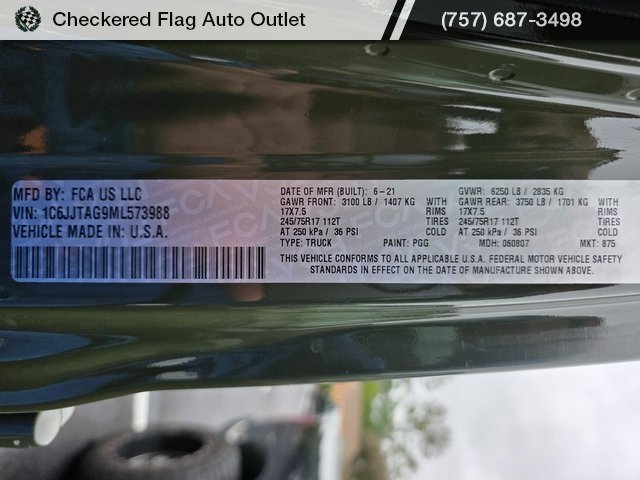 Checkered Flag Auto Outlet
(757) 687-3498
MFD BY: FCA US LLC
VIN: 1C6JJTAG9ML573988
VEHICLE MADE IN: U.S.A.
DATE OF MFR (BUILT): 6-21 GVWR: 6250 LB / 2835 KG
GAWR FRONT: 3100 LB / 1407 KG WITH GAWR REAR: 3750 LB / 1701 KG WITH
17X7.5 RIMS 17X7.5 RIMS
245/75R17 112T TIRES 245/75R17 112T TIRES
AT 250 kPa / 36 PSI COLD AT 250 kPa / 36 PSI COLD
TYPE: TRUCK PAINT: PGG MDH: 060807 MKT: 875
THIS VEHICLE CONFORMS TO ALL APPLICABLE U.S.A. FEDERAL MOTOR VEHICLE SAFETY
STANDARDS IN EFFECT ON THE DATE OF MANUFACTURE SHOWN ABOVE.